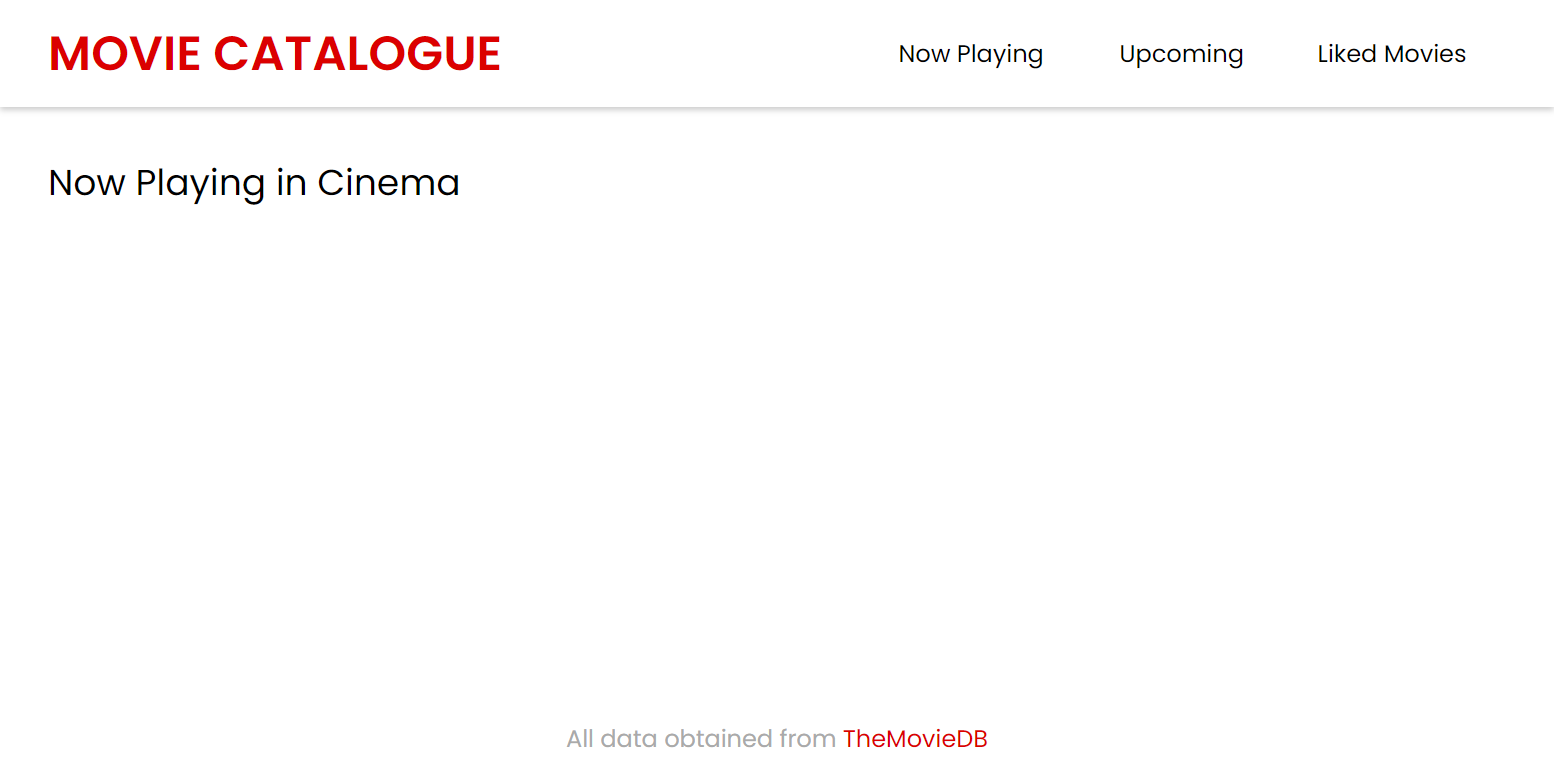 MOVIE CATALOGUE
Now Playing
Upcoming
Liked Movies
Now Playing in Cinema
All data obtained from TheMovieDB